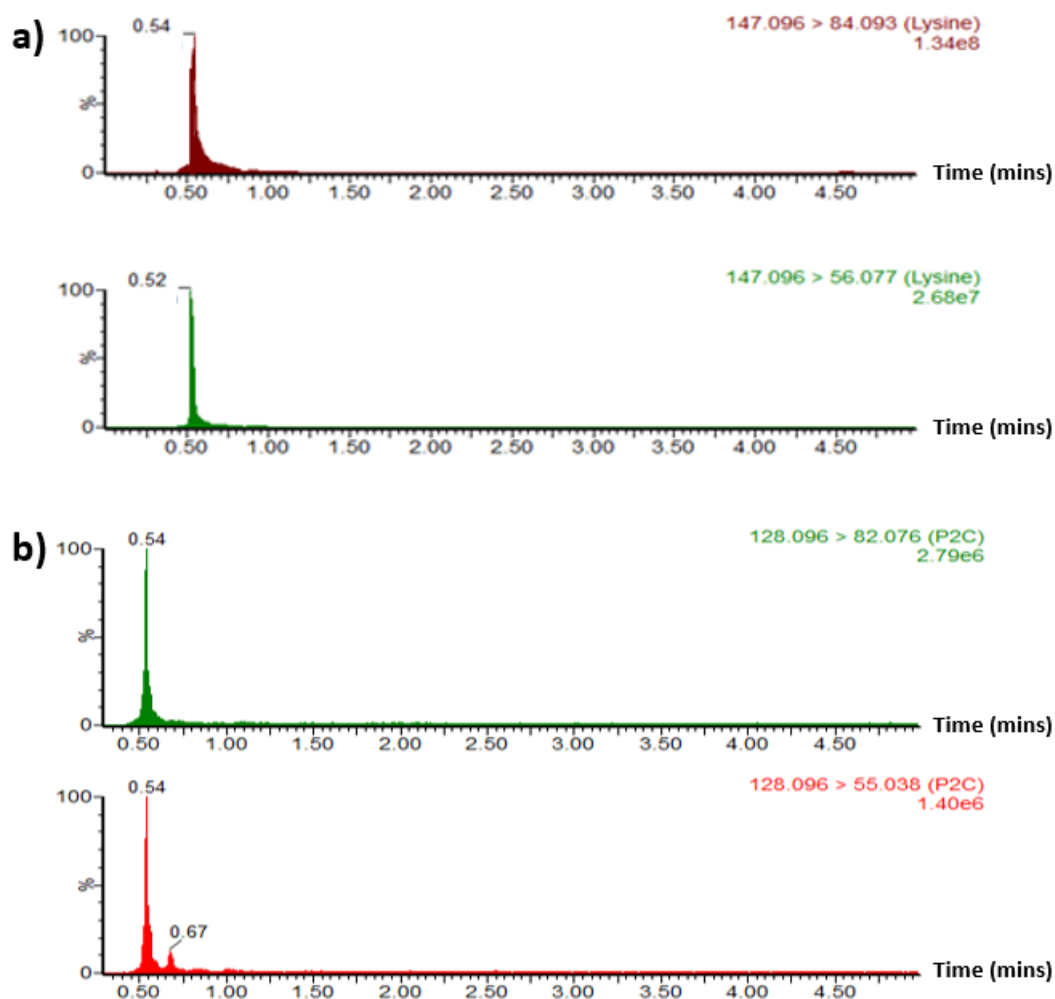 a)
0.54
147.096 > 84.093 (Lysine)
1.34e8
100
%
0
0.50 1.00 1.50 2.00 2.50 3.00 3.50 4.00 4.50
Time (mins)
0.52
147.096 > 56.077 (Lysine)
2.68e7
100
%
0
0.50 1.00 1.50 2.00 2.50 3.00 3.50 4.00 4.50
Time (mins)
b)
0.54
128.096 > 82.076 (P2C)
2.79e6
100
%
0
0.50 1.00 1.50 2.00 2.50 3.00 3.50 4.00 4.50
Time (mins)
0.54
128.096 > 55.038 (P2C)
1.40e6
100
%
0.67
0
0.50 1.00 1.50 2.00 2.50 3.00 3.50 4.00 4.50
Time (mins)